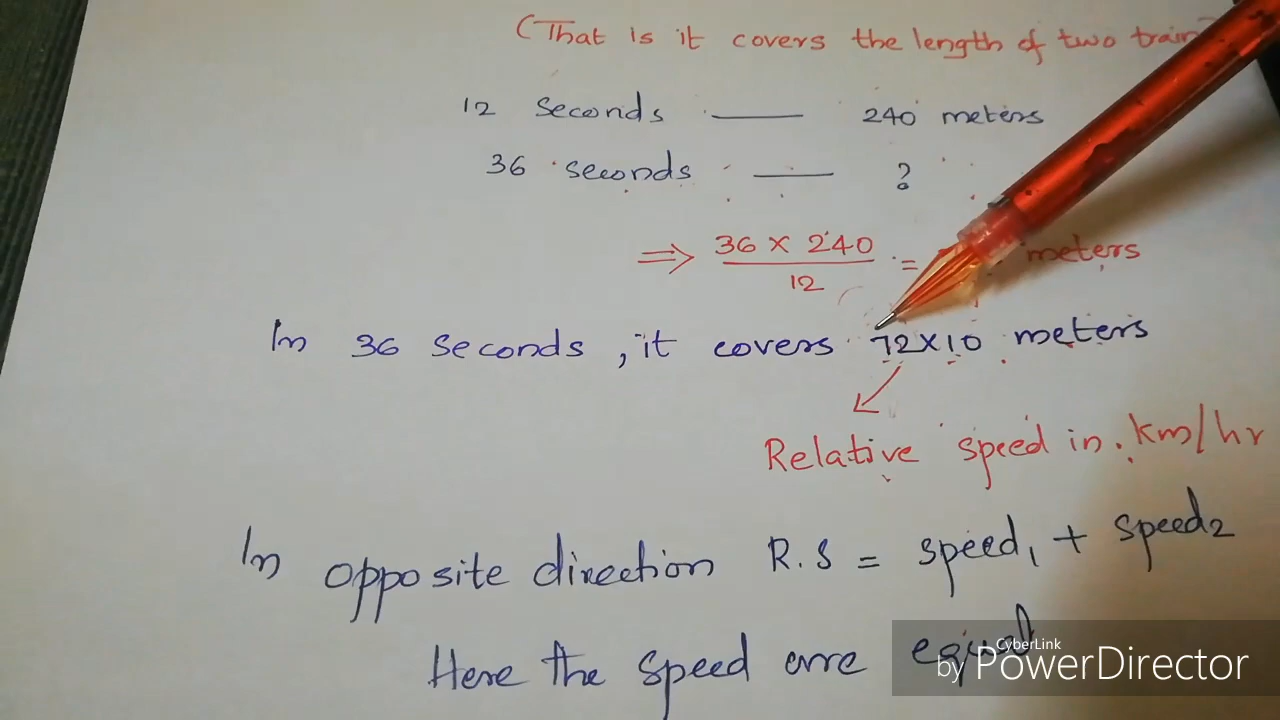 (That is it covers the length of two train
12 seconds —— 240 meters
36 seconds —— ?
⇒ 36 × 240 / 12 = meters
In 36 seconds, it covers 72×10 meters
Relative speed in. km/hr
In opposite direction R.S = speed1 + speed2
Here the speed are equal
CyberLink
by PowerDirector